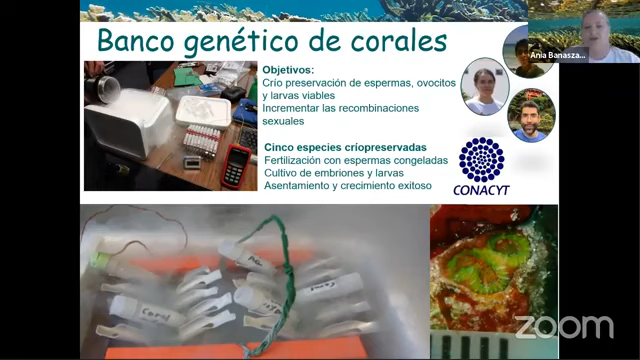 Banco genético de corales
Objetivos:
Crío preservación de espermas, ovocitos
y larvas viables
Incrementar las recombinaciones
sexuales
Cinco especies críopreservadas
Fertilización con espermas congeladas
Cultivo de embriones y larvas
Asentamiento y crecimiento exitoso
CONACYT
Ania Banasza...
Coral
zoom